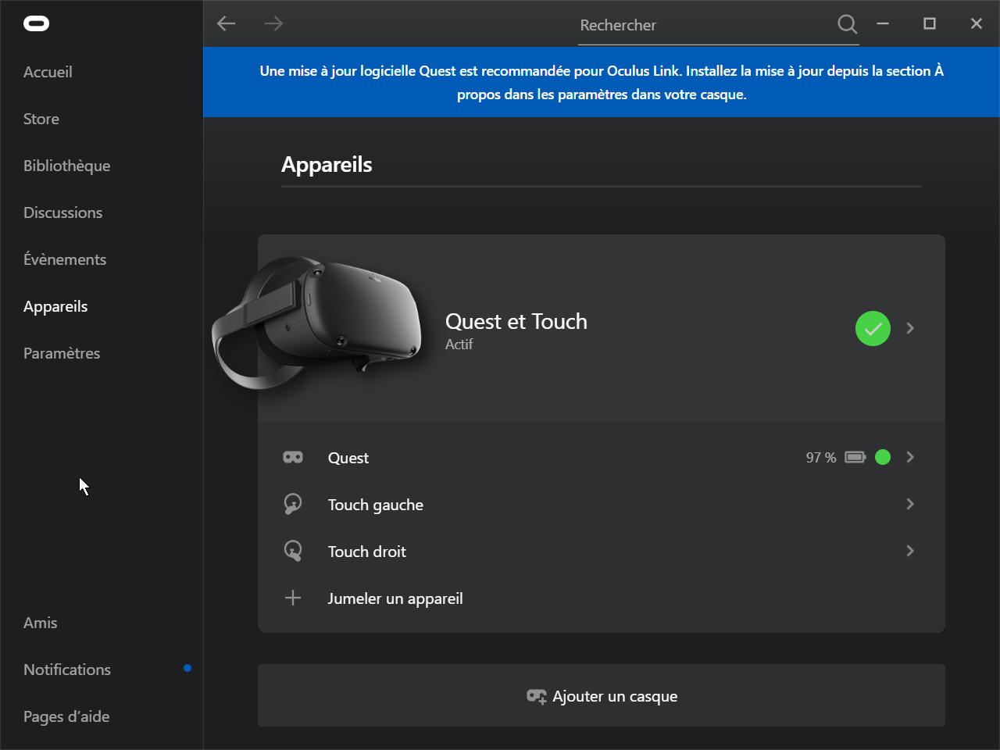 Rechercher
Accueil
Store
Bibliothèque
Discussions
Évènements
Appareils
Paramètres
Amis
Notifications
Pages d’aide
Une mise à jour logicielle Quest est recommandée pour Oculus Link. Installez la mise à jour depuis la section À
propos dans les paramètres dans votre casque.
Appareils
Quest et Touch
Actif
Quest 97 %
Touch gauche
Touch droit
Jumeler un appareil
Ajouter un casque